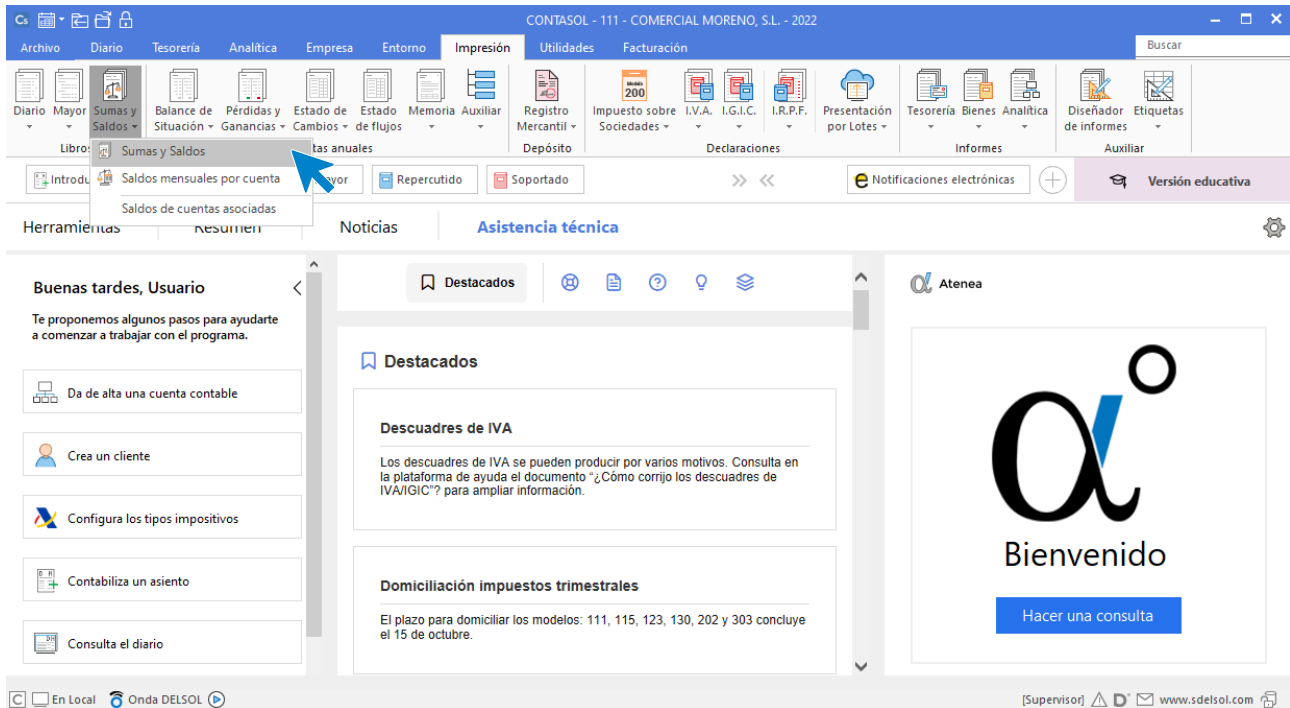 Cs
CONTASOL - 111 - COMERCIAL MORENO, S.L. - 2022
Archivo Diario Tesorería Analítica Empresa Entorno Impresión Utilidades Facturación Buscar
Diario Mayor Sumas y Saldos Balance de Situación Pérdidas y Ganancias Estado de Cambios Estado de flujos Memoria Auxiliar Registro Mercantil Modelo 200 Impuesto sobre Sociedades I.V.A. I.G.I.C. I.R.P.F. Presentación por Lotes Tesorería Bienes Analítica Diseñador de informes Etiquetas
Libros tas anuales Depósito Declaraciones Informes Auxiliar
Sumas y Saldos
Saldos mensuales por cuenta
Saldos de cuentas asociadas
Introdu yor Repercutido Soportado Notificaciones electrónicas Versión educativa
Herramientas Resumen Noticias Asistencia técnica
Buenas tardes, Usuario
Te proponemos algunos pasos para ayudarte
a comenzar a trabajar con el programa.
Da de alta una cuenta contable
Crea un cliente
Configura los tipos impositivos
Contabiliza un asiento
Consulta el diario
Destacados
Destacados
Descuadres de IVA
Los descuadres de IVA se pueden producir por varios motivos. Consulta en
la plataforma de ayuda el documento “¿Cómo corrijo los descuadres de
IVA/IGIC”? para ampliar información.
Domiciliación impuestos trimestrales
El plazo para domiciliar los modelos: 111, 115, 123, 130, 202 y 303 concluye
el 15 de octubre.
Atenea
Bienvenido
Hacer una consulta
C En Local Onda DELSOL [Supervisor] D www.sdelsol.com